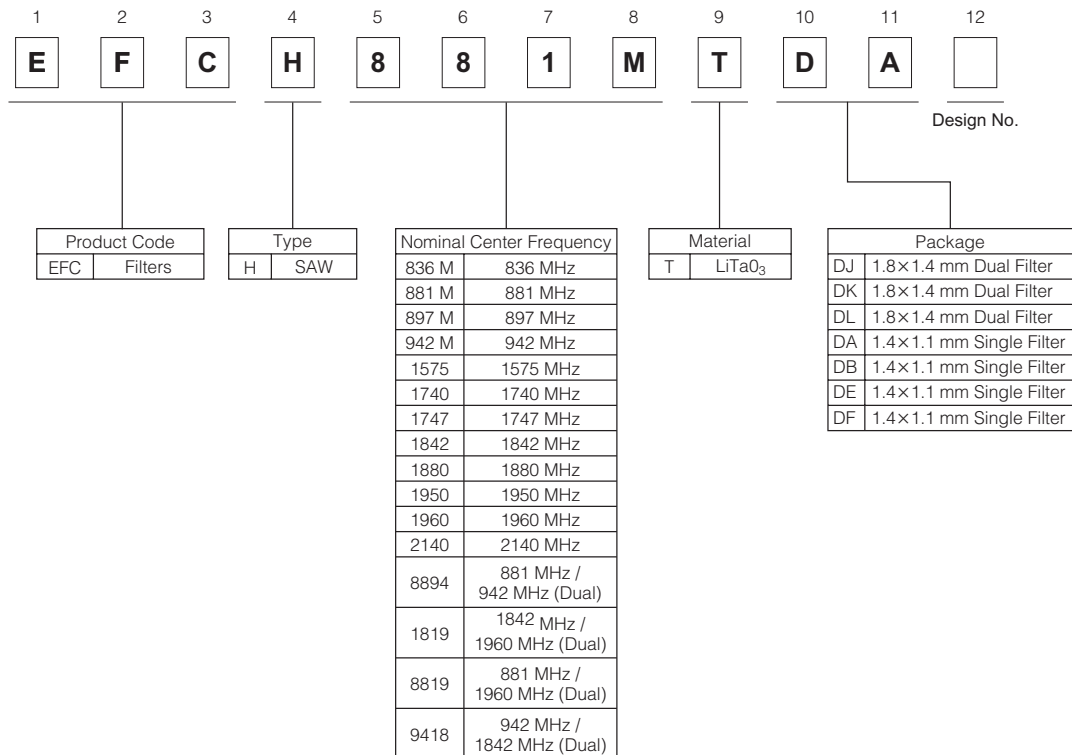 1 2 3 4 5 6 7 8 9 10 11 12
E F C H 8 8 1 M T D A
Design No.
Product Code
EFC Filters
Type
H SAW
Nominal Center Frequency
836 M 836 MHz
881 M 881 MHz
897 M 897 MHz
942 M 942 MHz
1575 1575 MHz
1740 1740 MHz
1747 1747 MHz
1842 1842 MHz
1880 1880 MHz
1950 1950 MHz
1960 1960 MHz
2140 2140 MHz
8894 881 MHz /
942 MHz (Dual)
1819 1842 MHz /
1960 MHz (Dual)
8819 881 MHz /
1960 MHz (Dual)
9418 942 MHz /
1842 MHz (Dual)
Material
T LiTa0₃
Package
DJ 1.8×1.4 mm Dual Filter
DK 1.8×1.4 mm Dual Filter
DL 1.8×1.4 mm Dual Filter
DA 1.4×1.1 mm Single Filter
DB 1.4×1.1 mm Single Filter
DE 1.4×1.1 mm Single Filter
DF 1.4×1.1 mm Single Filter